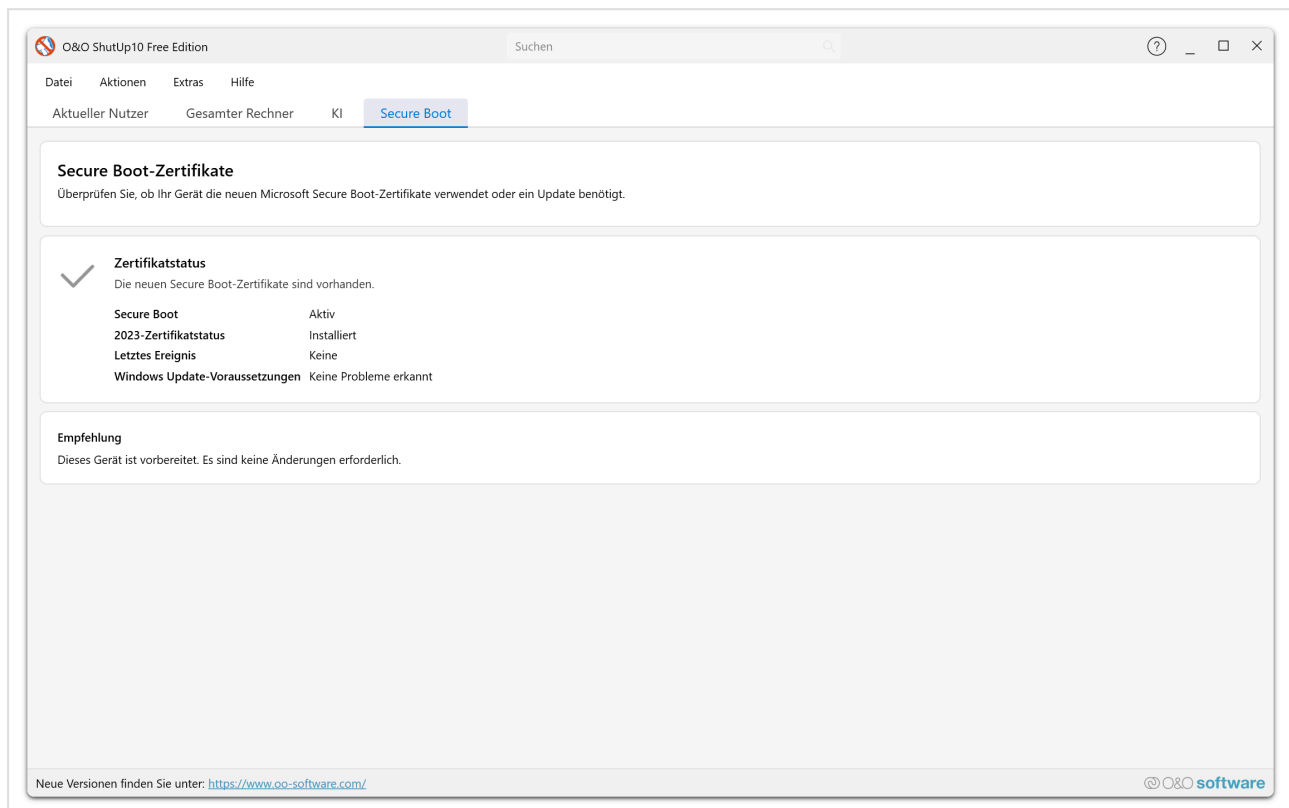 O&O ShutUp10 Free Edition
Suchen
Datei Aktionen Extras Hilfe
Aktueller Nutzer Gesamter Rechner KI Secure Boot
Secure Boot-Zertifikate
Überprüfen Sie, ob Ihr Gerät die neuen Microsoft Secure Boot-Zertifikate verwendet oder ein Update benötigt.
Zertifikatstatus
Die neuen Secure Boot-Zertifikate sind vorhanden.
Secure Boot Aktiv
2023-Zertifikatstatus Installiert
Letztes Ereignis Keine
Windows Update-Voraussetzungen Keine Probleme erkannt
Empfehlung
Dieses Gerät ist vorbereitet. Es sind keine Änderungen erforderlich.
Neue Versionen finden Sie unter: https://www.oo-software.com/
O&O software